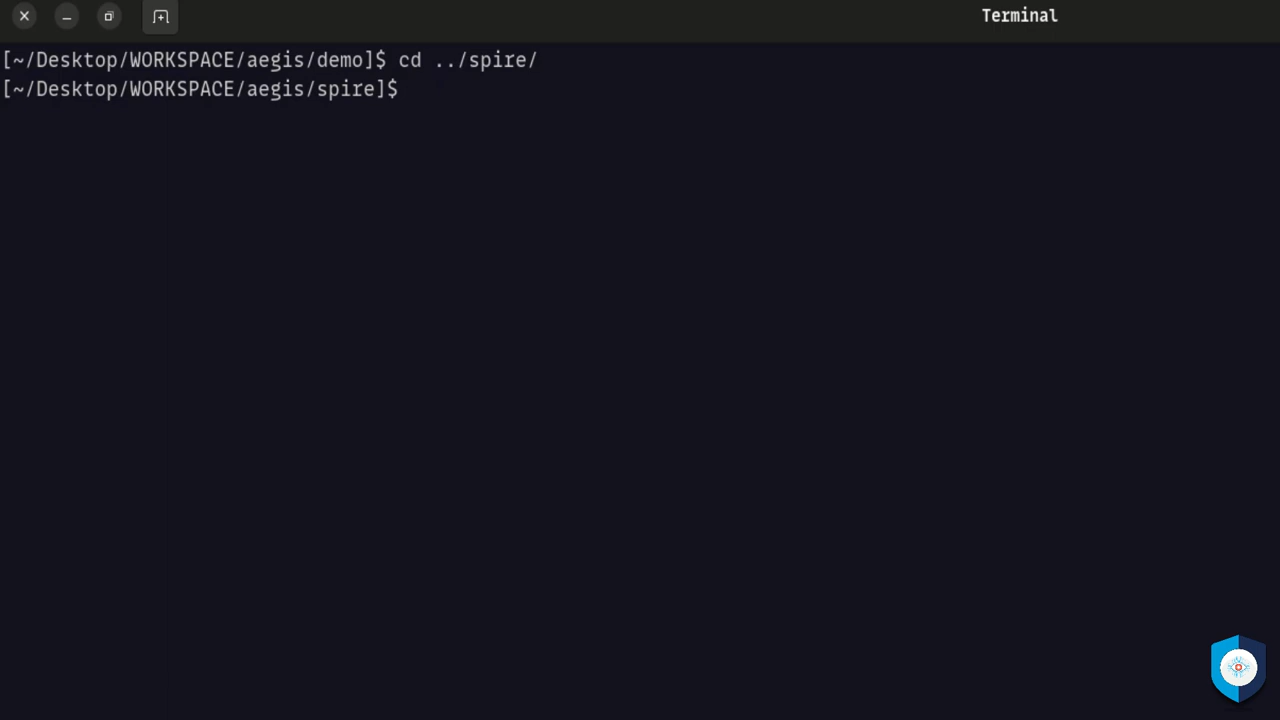 Terminal
[~/Desktop/WORKSPACE/aegis/demo]$ cd ../spire/
[~/Desktop/WORKSPACE/aegis/spire]$